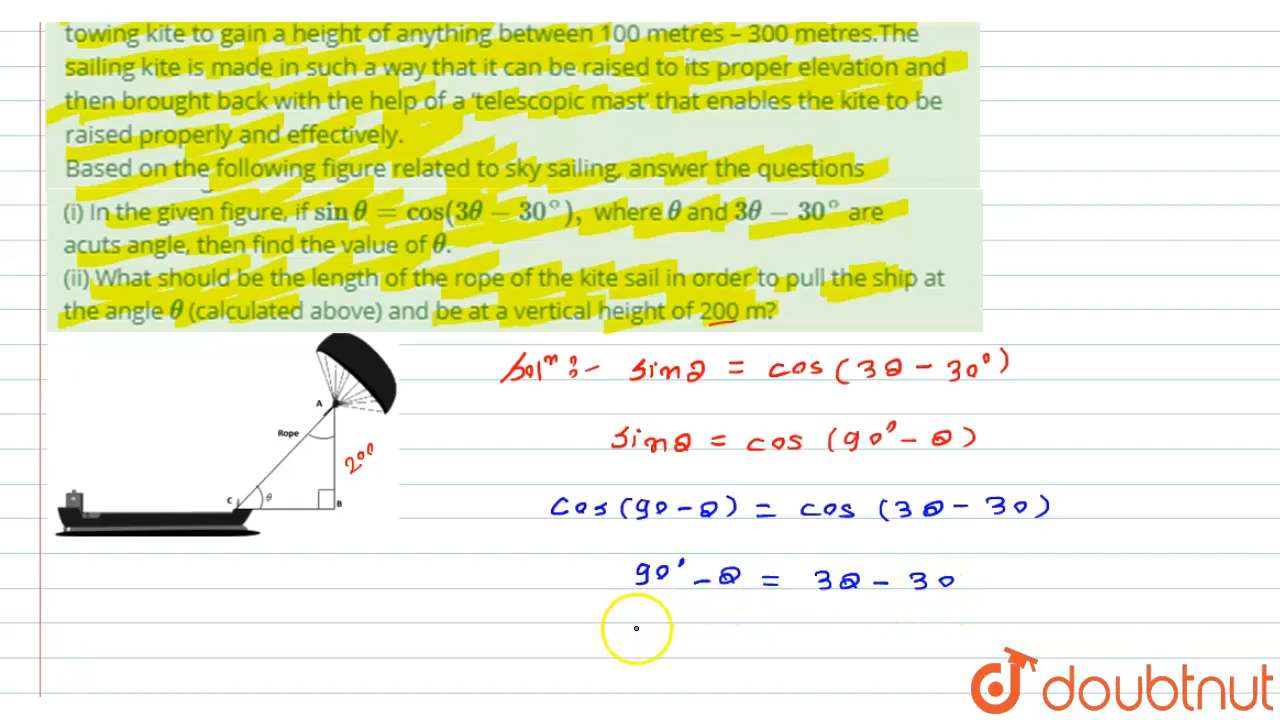 towing kite to gain a height of anything between 100 metres – 300 metres.The
sailing kite is made in such a way that it can be raised to its proper elevation and
then brought back with the help of a 'telescopic mast' that enables the kite to be
raised properly and effectively.
Based on the following figure related to sky sailing, answer the questions
(i) In the given figure, if sin θ = cos(3θ − 30°), where θ and 3θ − 30° are
acuts angle, then find the value of θ.
(ii) What should be the length of the rope of the kite sail in order to pull the ship at
the angle θ (calculated above) and be at a vertical height of 200 m?
A
Rope
200
C
θ
B
Solⁿ :- sinθ = cos (3θ - 30°)
sinθ = cos (90° - θ)
cos (90 - θ) = cos (3θ - 30)
90° - θ = 3θ - 30
doubtnut